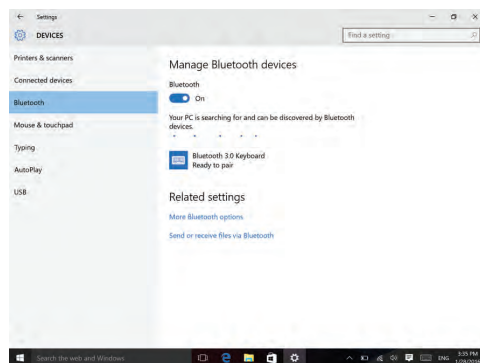 Settings
DEVICES
Find a setting
Printers & scanners
Connected devices
Bluetooth
Mouse & touchpad
Typing
AutoPlay
USB
Manage Bluetooth devices
Bluetooth
On
Your PC is searching for and can be discovered by Bluetooth
devices.
Bluetooth 3.0 Keyboard
Ready to pair
Related settings
More Bluetooth options
Send or receive files via Bluetooth
Search the web and Windows
ENG
3:35 PM